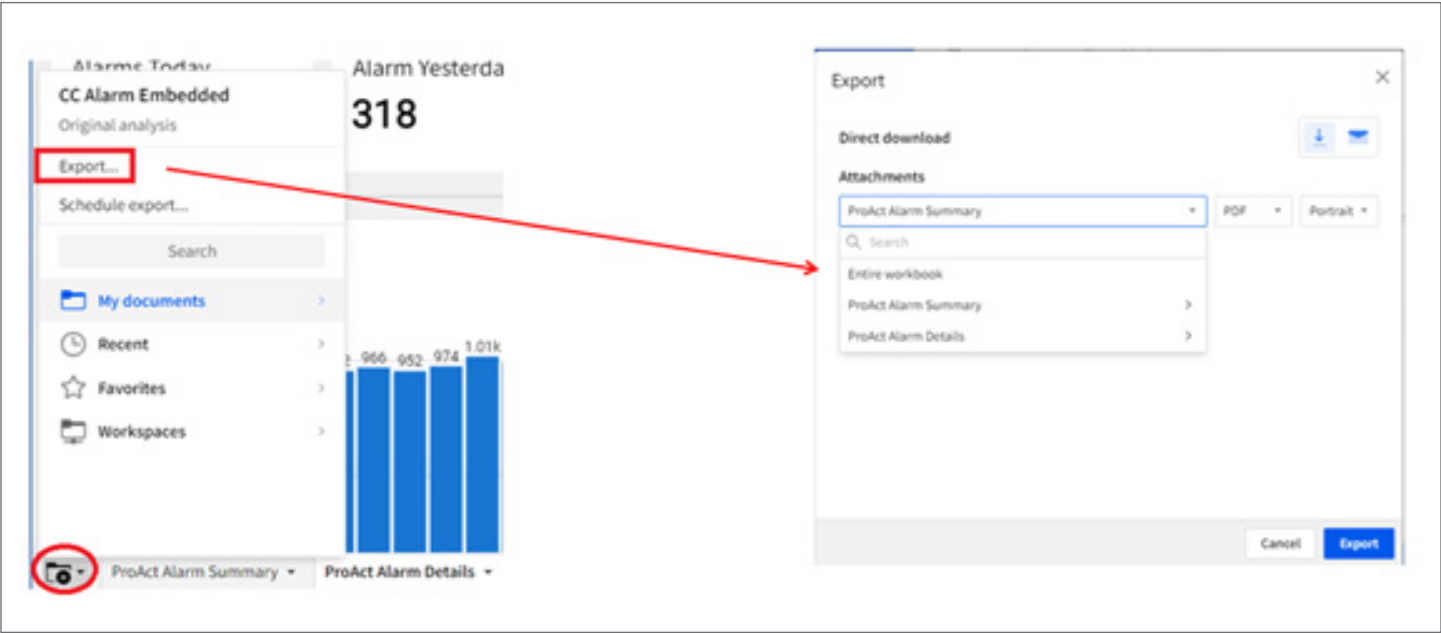 Alarms Today
Alarm Yesterda
318
CC Alarm Embedded
Original analysis
Export...
Schedule export...
Search
My documents
Recent
Favorites
Workspaces
966 952 974 1.01k
ProAct Alarm Summary
ProAct Alarm Details
Export
Direct download
Attachments
ProAct Alarm Summary PDF Portrait
Search
Entire workbook
ProAct Alarm Summary
ProAct Alarm Details
Cancel Export